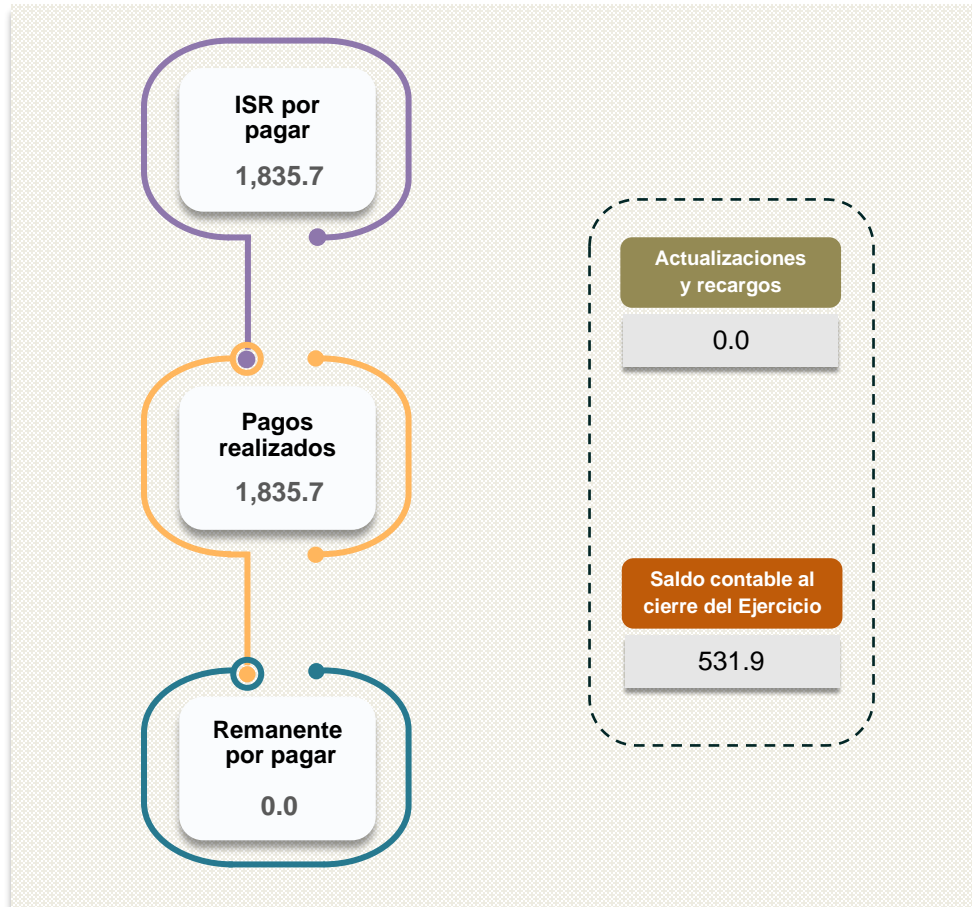 ISR por
pagar
1,835.7
Pagos
realizados
1,835.7
Remanente
por pagar
0.0
Actualizaciones
y recargos
0.0
Saldo contable al
cierre del Ejercicio
531.9